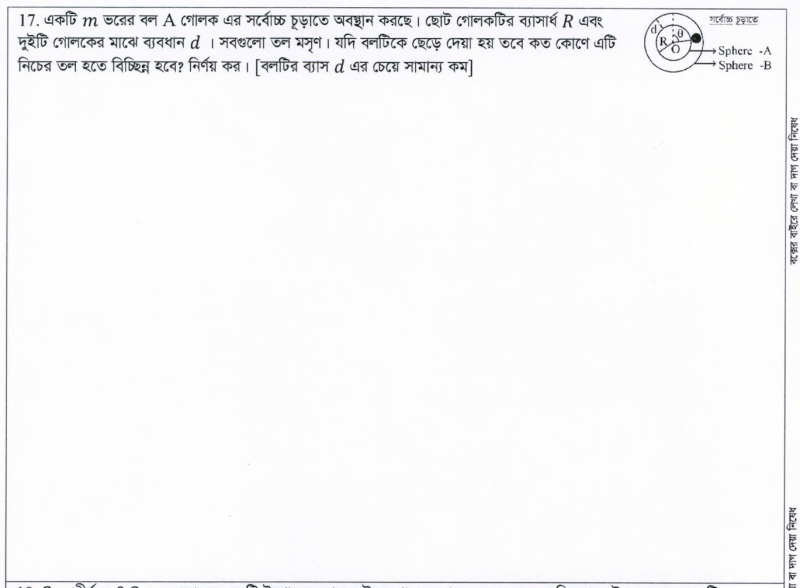 17. একটি m ভরের বল A গোলক এর সর্বোচ্চ চূড়াতে অবস্থান করছে। ছোট গোলকটির ব্যাসার্ধ R এবং
দুইটি গোলকের মাঝে ব্যবধান d । সবগুলো তল মসৃণ। যদি বলটিকে ছেড়ে দেয়া হয় তবে কত কোণে এটি
নিচের তল হতে বিচ্ছিন্ন হবে? নির্ণয় কর। [বলটির ব্যাস d এর চেয়ে সামান্য কম]
সর্বোচ্চ চূড়াতে
d
θ
R
O
Sphere -A
Sphere -B
বক্সের বাইরে লেখা বা দাগ দেয়া নিষেধ
বা দাগ দেয়া নিষেধ